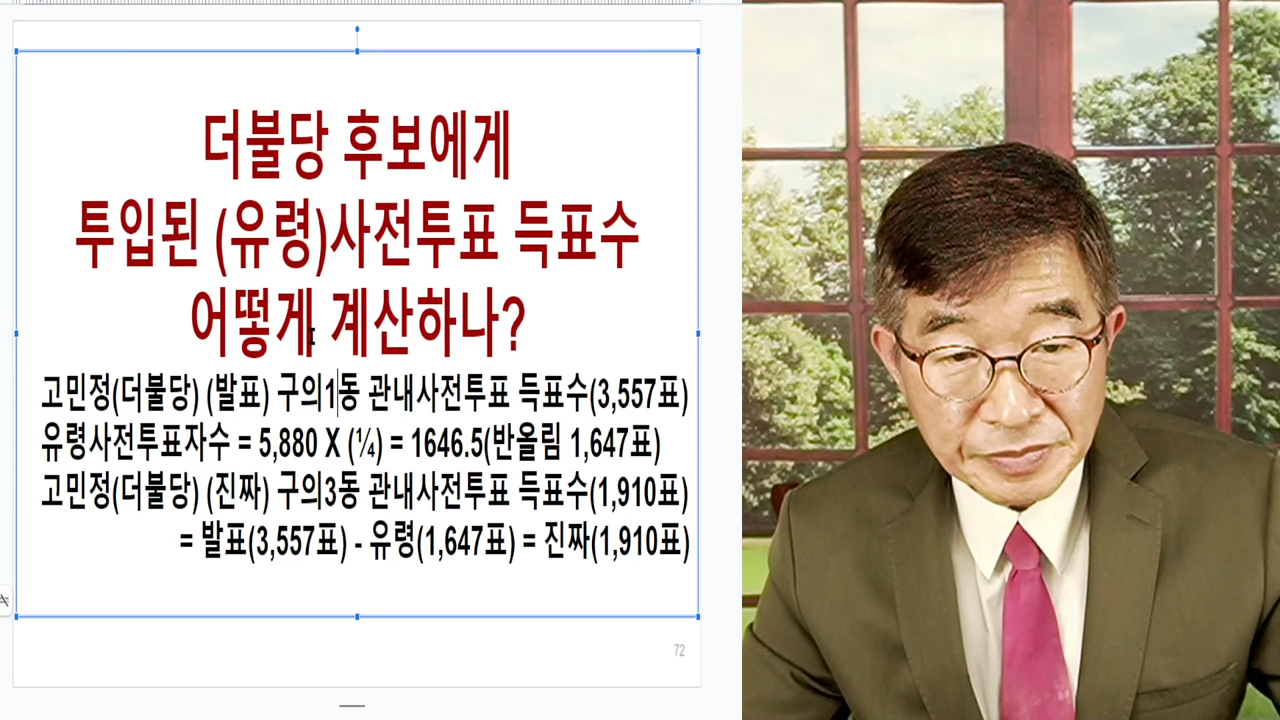 더불당 후보에게
투입된 (유령)사전투표 득표수
어떻게 계산하나?
고민정(더불당) (발표) 구의1동 관내사전투표 득표수(3,557표)
유령사전투표자수 = 5,880 X (¼) = 1646.5(반올림 1,647표)
고민정(더불당) (진짜) 구의3동 관내사전투표 득표수(1,910표)
= 발표(3,557표) - 유령(1,647표) = 진짜(1,910표)
72